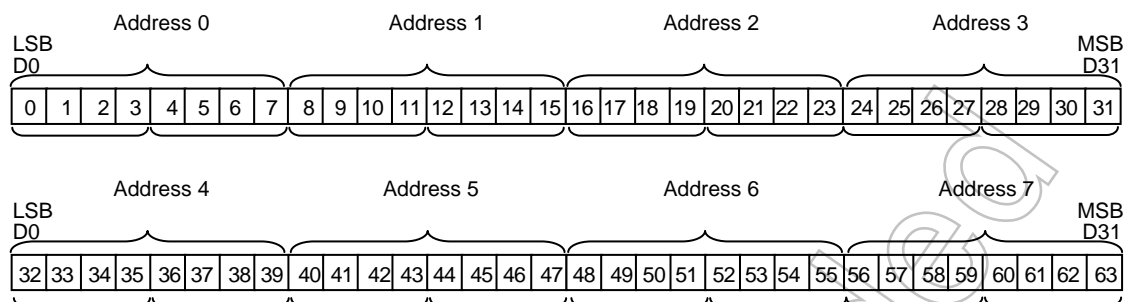 Address 0 Address 1 Address 2 Address 3
LSB MSB
D0 D31
0 1 2 3 4 5 6 7 8 9 10 11 12 13 14 15 16 17 18 19 20 21 22 23 24 25 26 27 28 29 30 31
Address 4 Address 5 Address 6 Address 7
LSB MSB
D0 D31
32 33 34 35 36 37 38 39 40 41 42 43 44 45 46 47 48 49 50 51 52 53 54 55 56 57 58 59 60 61 62 63